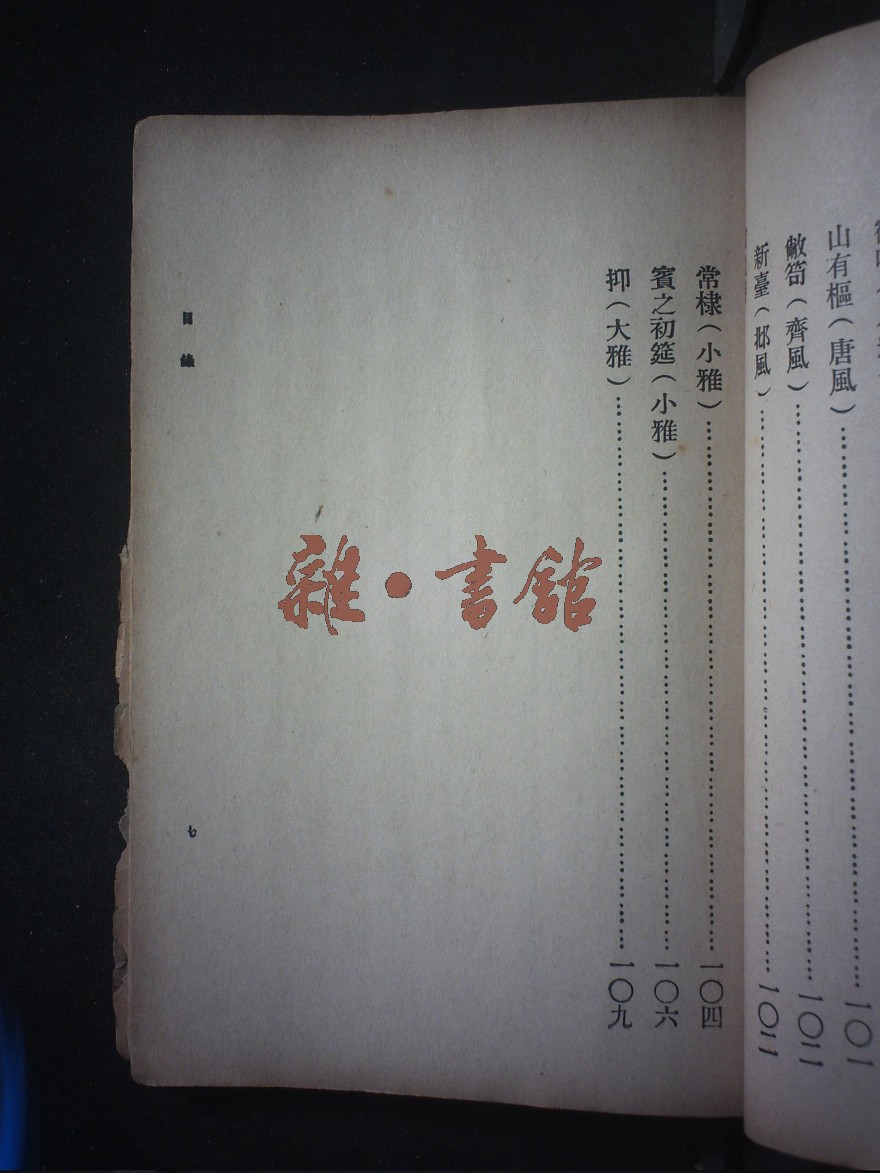 山有樞（唐風）……一〇一
敝笱（齊風）……一〇二
新臺（邶風）……一〇二
常棣（小雅）……一〇四
賓之初筵（小雅）……一〇六
抑（大雅）……一〇九
目錄
七
雜·書館